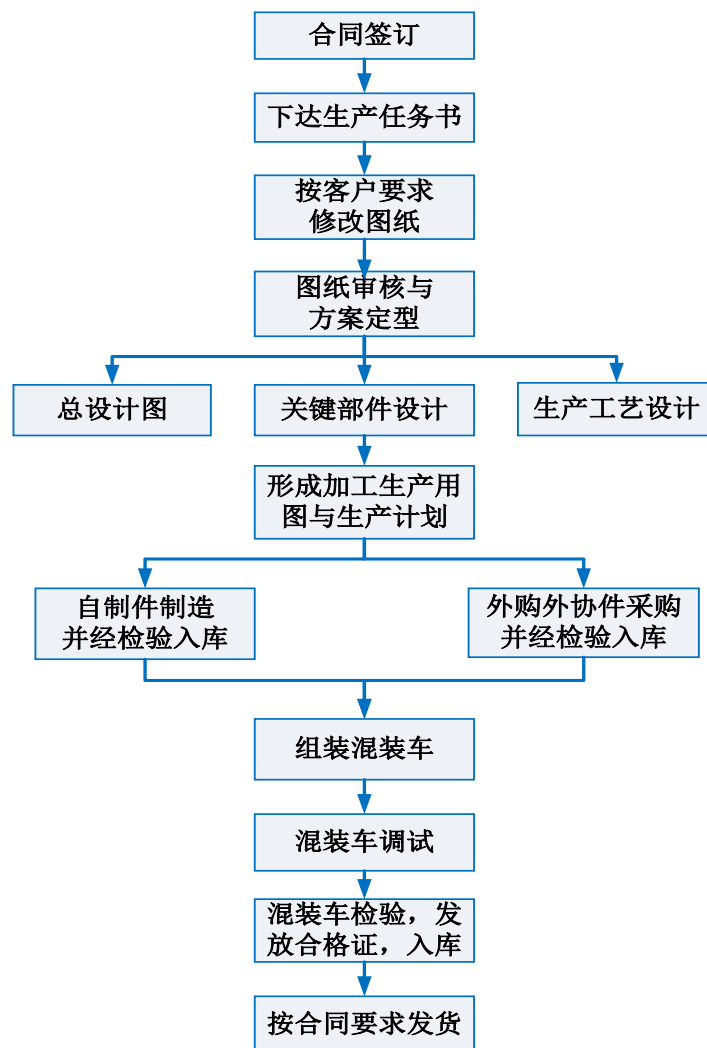 合同签订
下达生产任务书
按客户要求
修改图纸
图纸审核与
方案定型
总设计图
关键部件设计
生产工艺设计
形成加工生产用
图与生产计划
自制件制造
并经检验入库
外购外协件采购
并经检验入库
组装混装车
混装车调试
混装车检验，发
放合格证，入库
按合同要求发货